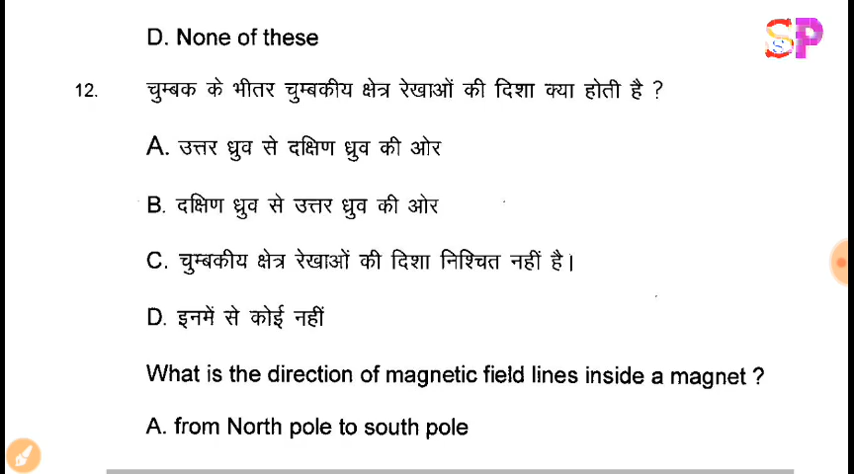 D. None of these
SP
12. चुम्बक के भीतर चुम्बकीय क्षेत्र रेखाओं की दिशा क्या होती है ?
A. उत्तर ध्रुव से दक्षिण ध्रुव की ओर
B. दक्षिण ध्रुव से उत्तर ध्रुव की ओर
C. चुम्बकीय क्षेत्र रेखाओं की दिशा निश्चित नहीं है।
D. इनमें से कोई नहीं
What is the direction of magnetic field lines inside a magnet ?
A. from North pole to south pole